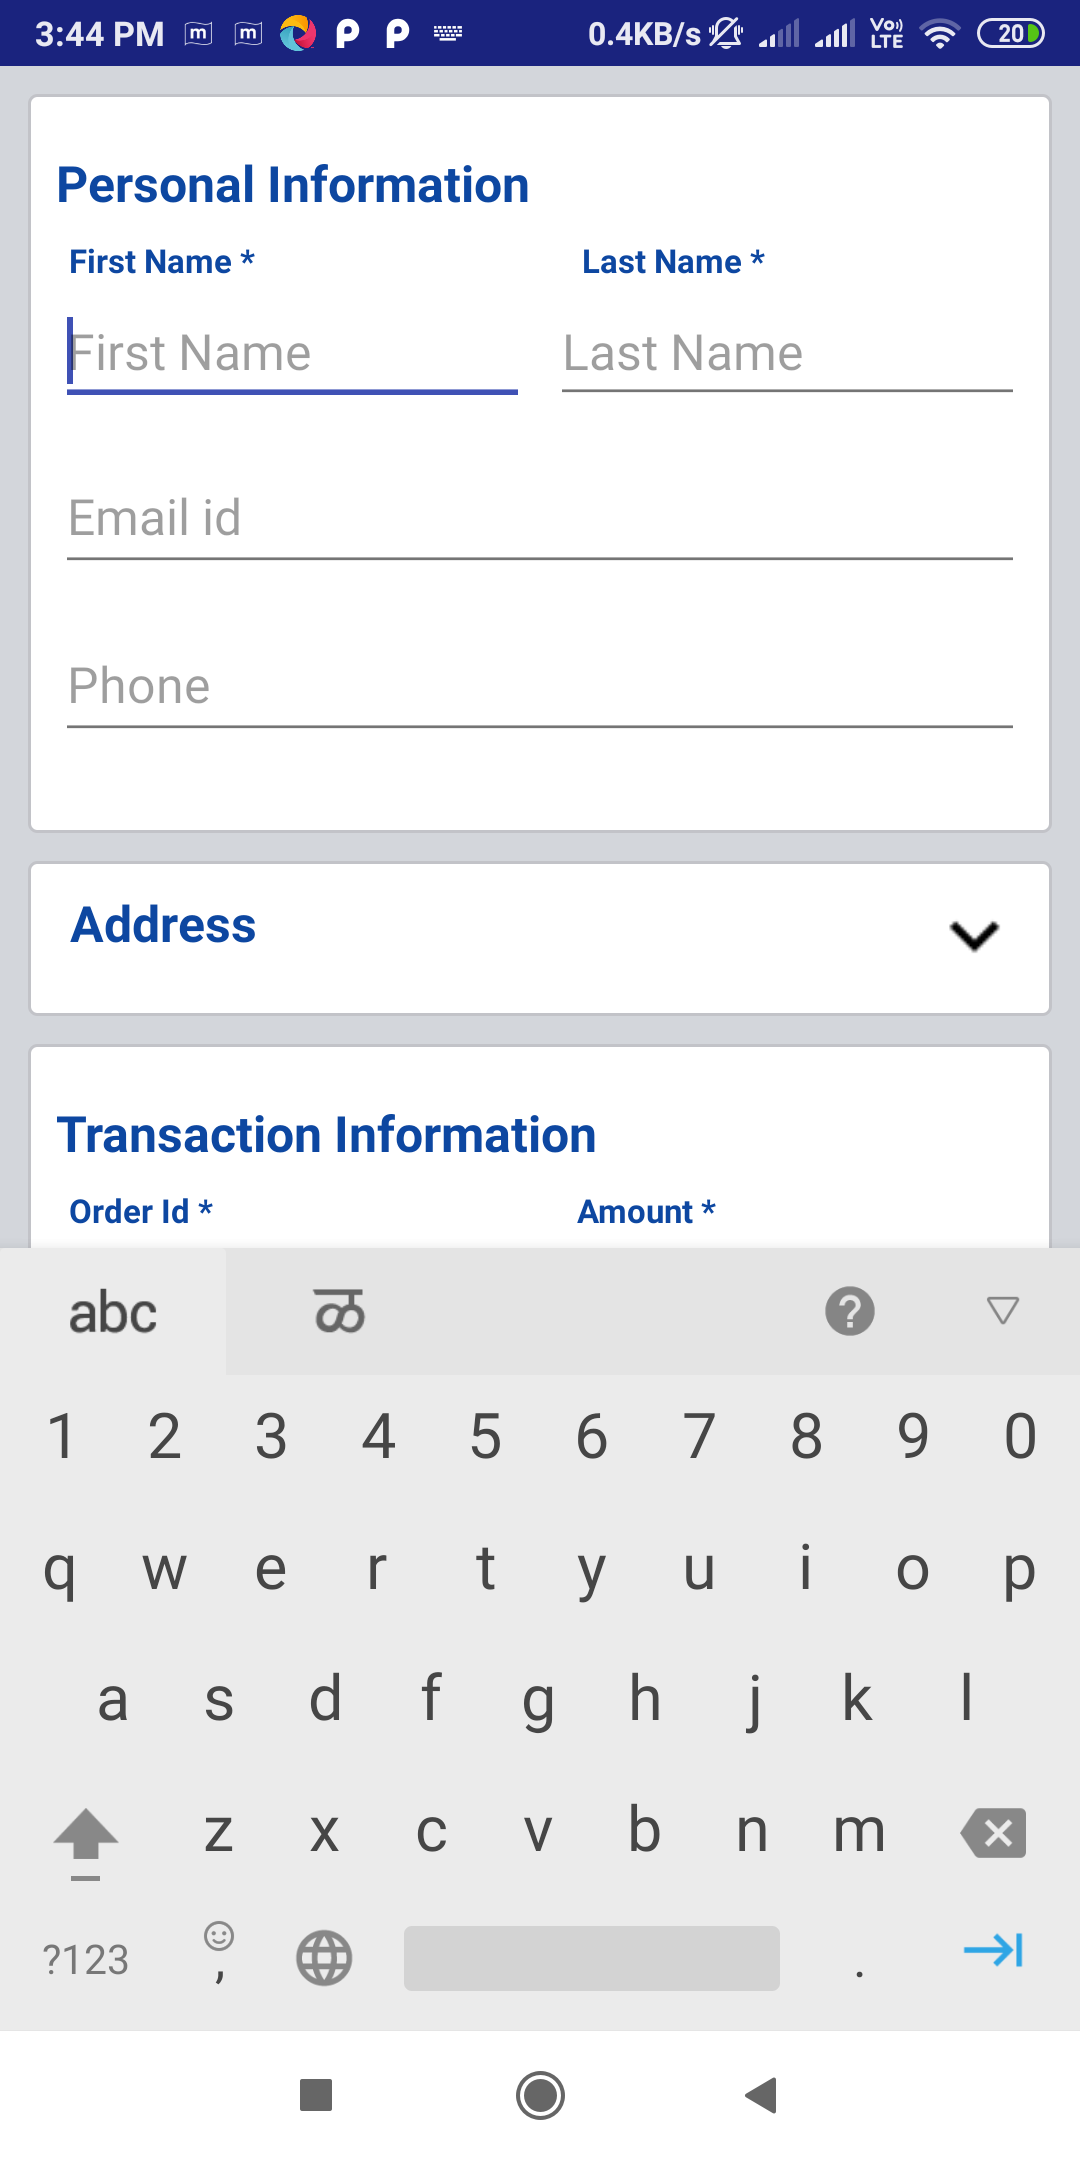 3:44 PM m m P P 0.4KB/s Vo) LTE 20
Personal Information
First Name * Last Name *
First Name Last Name
Email id
Phone
Address
Transaction Information
Order Id * Amount *
abc ळ ?
1 2 3 4 5 6 7 8 9 0
q w e r t y u i o p
a s d f g h j k l
z x c v b n m
?123 , .